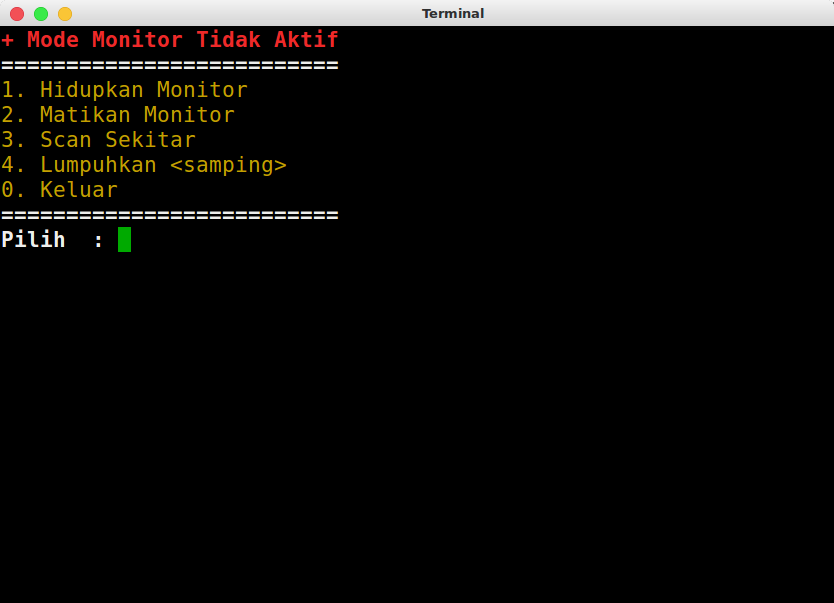 Terminal
+ Mode Monitor Tidak Aktif
==========================
1. Hidupkan Monitor
2. Matikan Monitor
3. Scan Sekitar
4. Lumpuhkan <samping>
0. Keluar
==========================
Pilih  :